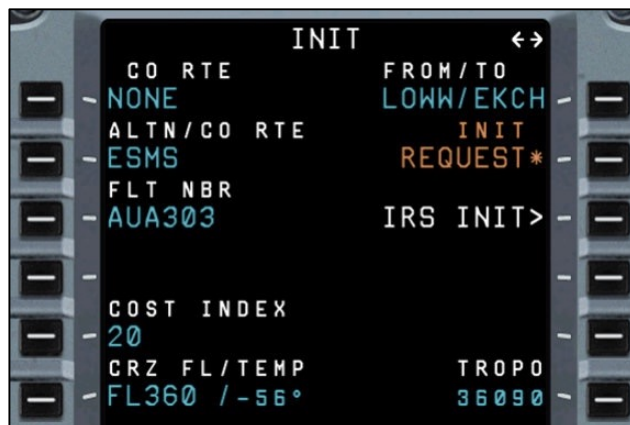 INIT ←→
CO RTE FROM/TO
NONE LOWW/EKCH
ALTN/CO RTE INIT
ESMS REQUEST*
FLT NBR
AUA303 IRS INIT>
COST INDEX
20
CRZ FL/TEMP TROPO
FL360 /-56° 36090